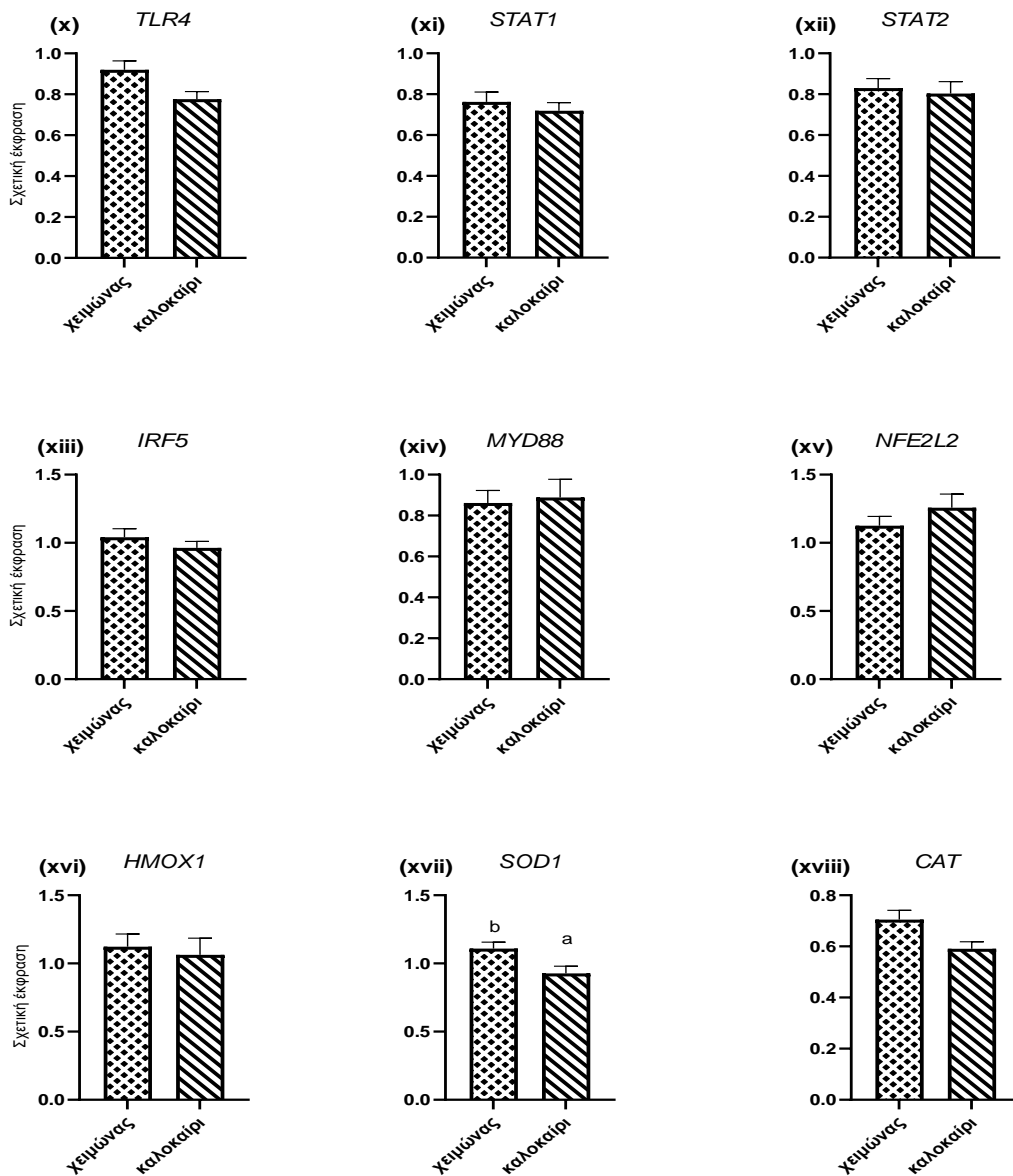 (x) TLR4
Σχετική έκφραση
1.0
0.8
0.6
0.4
0.2
0.0
χειμώνας
καλοκαίρι
(xi) STAT1
1.0
0.8
0.6
0.4
0.2
0.0
χειμώνας
καλοκαίρι
(xii) STAT2
1.0
0.8
0.6
0.4
0.2
0.0
χειμώνας
καλοκαίρι
(xiii) IRF5
Σχετική έκφραση
1.5
1.0
0.5
0.0
χειμώνας
καλοκαίρι
(xiv) MYD88
1.0
0.8
0.6
0.4
0.2
0.0
χειμώνας
καλοκαίρι
(xv) NFE2L2
1.5
1.0
0.5
0.0
χειμώνας
καλοκαίρι
(xvi) HMOX1
Σχετική έκφραση
1.5
1.0
0.5
0.0
χειμώνας
καλοκαίρι
(xvii) SOD1
1.5
1.0
0.5
0.0
b
a
χειμώνας
καλοκαίρι
(xviii) CAT
0.8
0.6
0.4
0.2
0.0
χειμώνας
καλοκαίρι